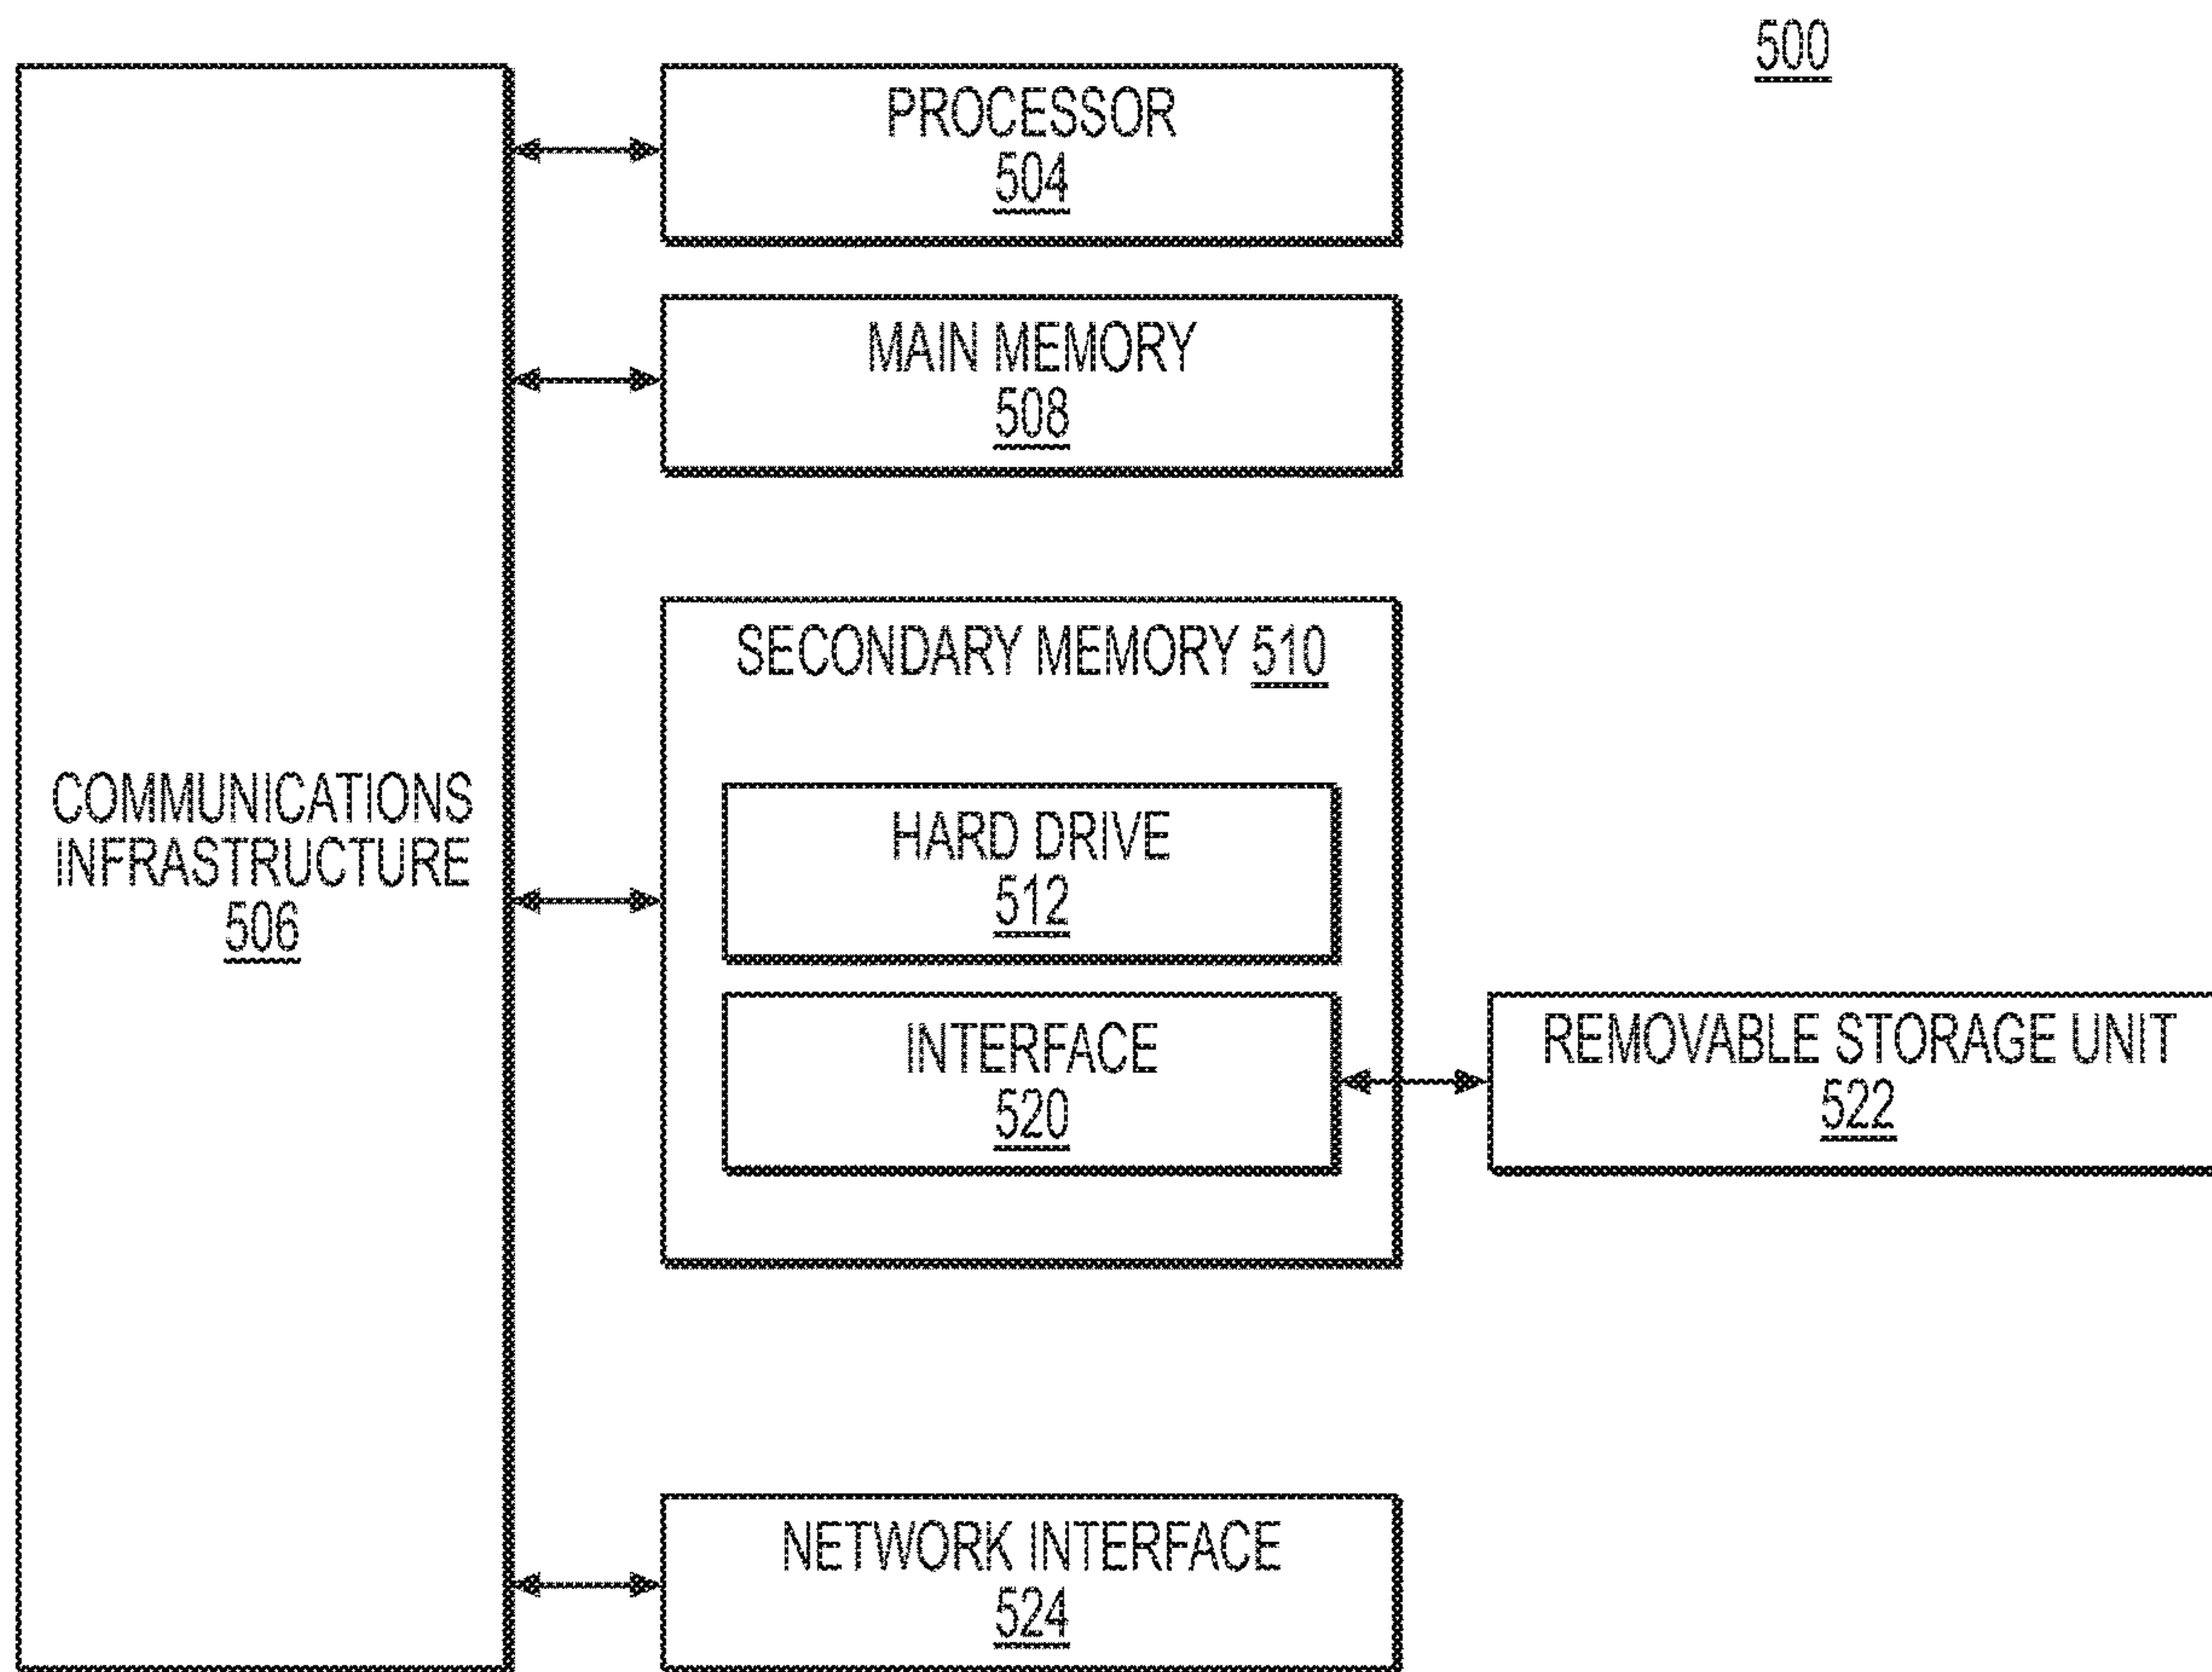 500
PROCESSOR
504
MAIN MEMORY
508
SECONDARY MEMORY 510
HARD DRIVE
512
COMMUNICATIONS
INFRASTRUCTURE
506
INTERFACE
520
REMOVABLE STORAGE UNIT
522
NETWORK INTERFACE
524